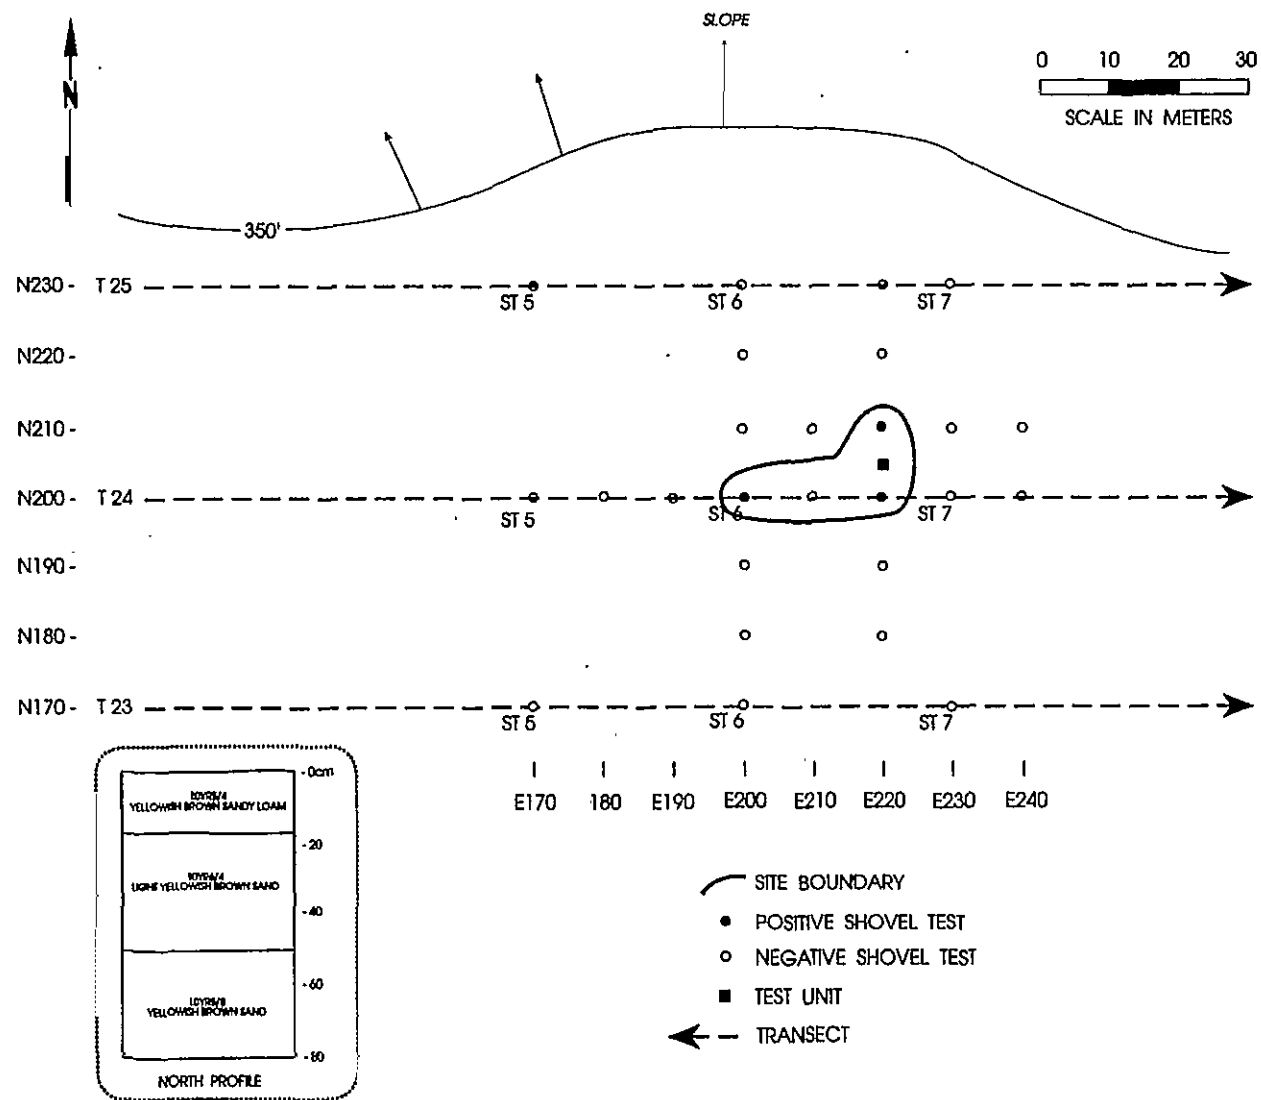 SLOPE
0 10 20 30
SCALE IN METERS
N
350'
N230- T 25
ST 5 ST 6 ST 7
N220-
N210-
N200- T 24
ST 5 ST 6 ST 7
N190-
N180-
N170- T 23
ST 5 ST 6 ST 7
E170 180 E190 E200 E210 E220 E230 E240
-0cm
YELLOWISH BROWN SANDY LOAM
-20
LIGHT YELLOWISH BROWN SAND
-40
-60
YELLOWISH BROWN SAND
-80
NORTH PROFILE
SITE BOUNDARY
POSITIVE SHOVEL TEST
NEGATIVE SHOVEL TEST
TEST UNIT
TRANSECT